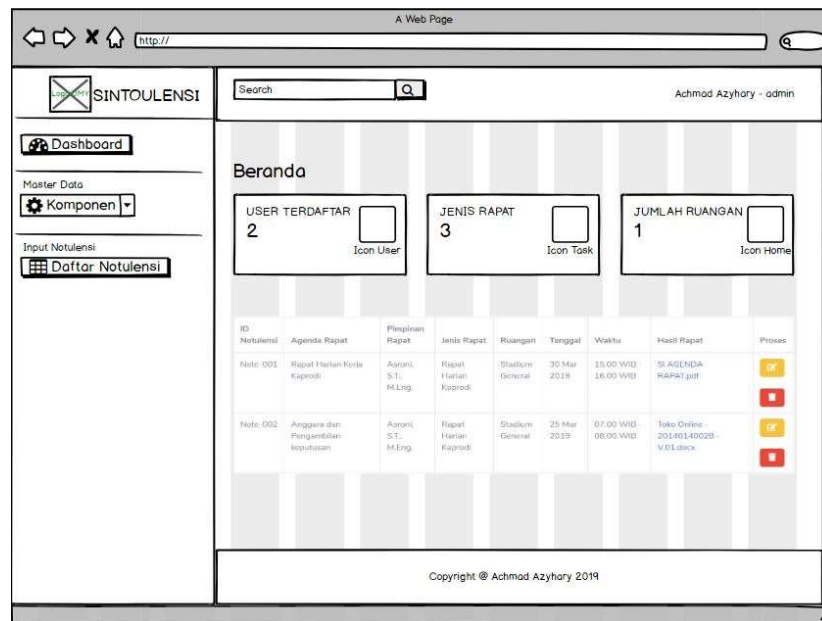 A Web Page
http://
SINTOULENSI
Search
Achmad Azyhary - admin
Dashboard
Master Data
Komponen
Input Notulensi
Daftar Notulensi
Beranda
USER TERDAFTAR
2
Icon User
JENIS RAPAT
3
Icon Task
JUMLAH RUANGAN
1
Icon Home
ID
Notulensi
Agenda Rapat
Pimpinan
Rapat
Jenis Rapat
Ruangan
Tanggal
Waktu
Hasil Rapat
Proses
Note-001
Rapat Harian Kerja
Kaprodi
Asroni,
S.T.,
M.Eng.
Rapat
Harian
Kaprodi
Stadium
General
30 Mar
2019
15.00 WIB -
16.00 WIB
SI AGENDA
RAPAT.pdf
Note-002
Anggara dan
Pengambilan
keputusan
Asroni,
S.T.,
M.Eng.
Rapat
Harian
Kaprodi
Stadium
General
25 Mar
2019
07.00 WIB -
08.00 WIB
Toko Online -
20140140028 -
V.01.docx
Copyright @ Achmad Azyhary 2019